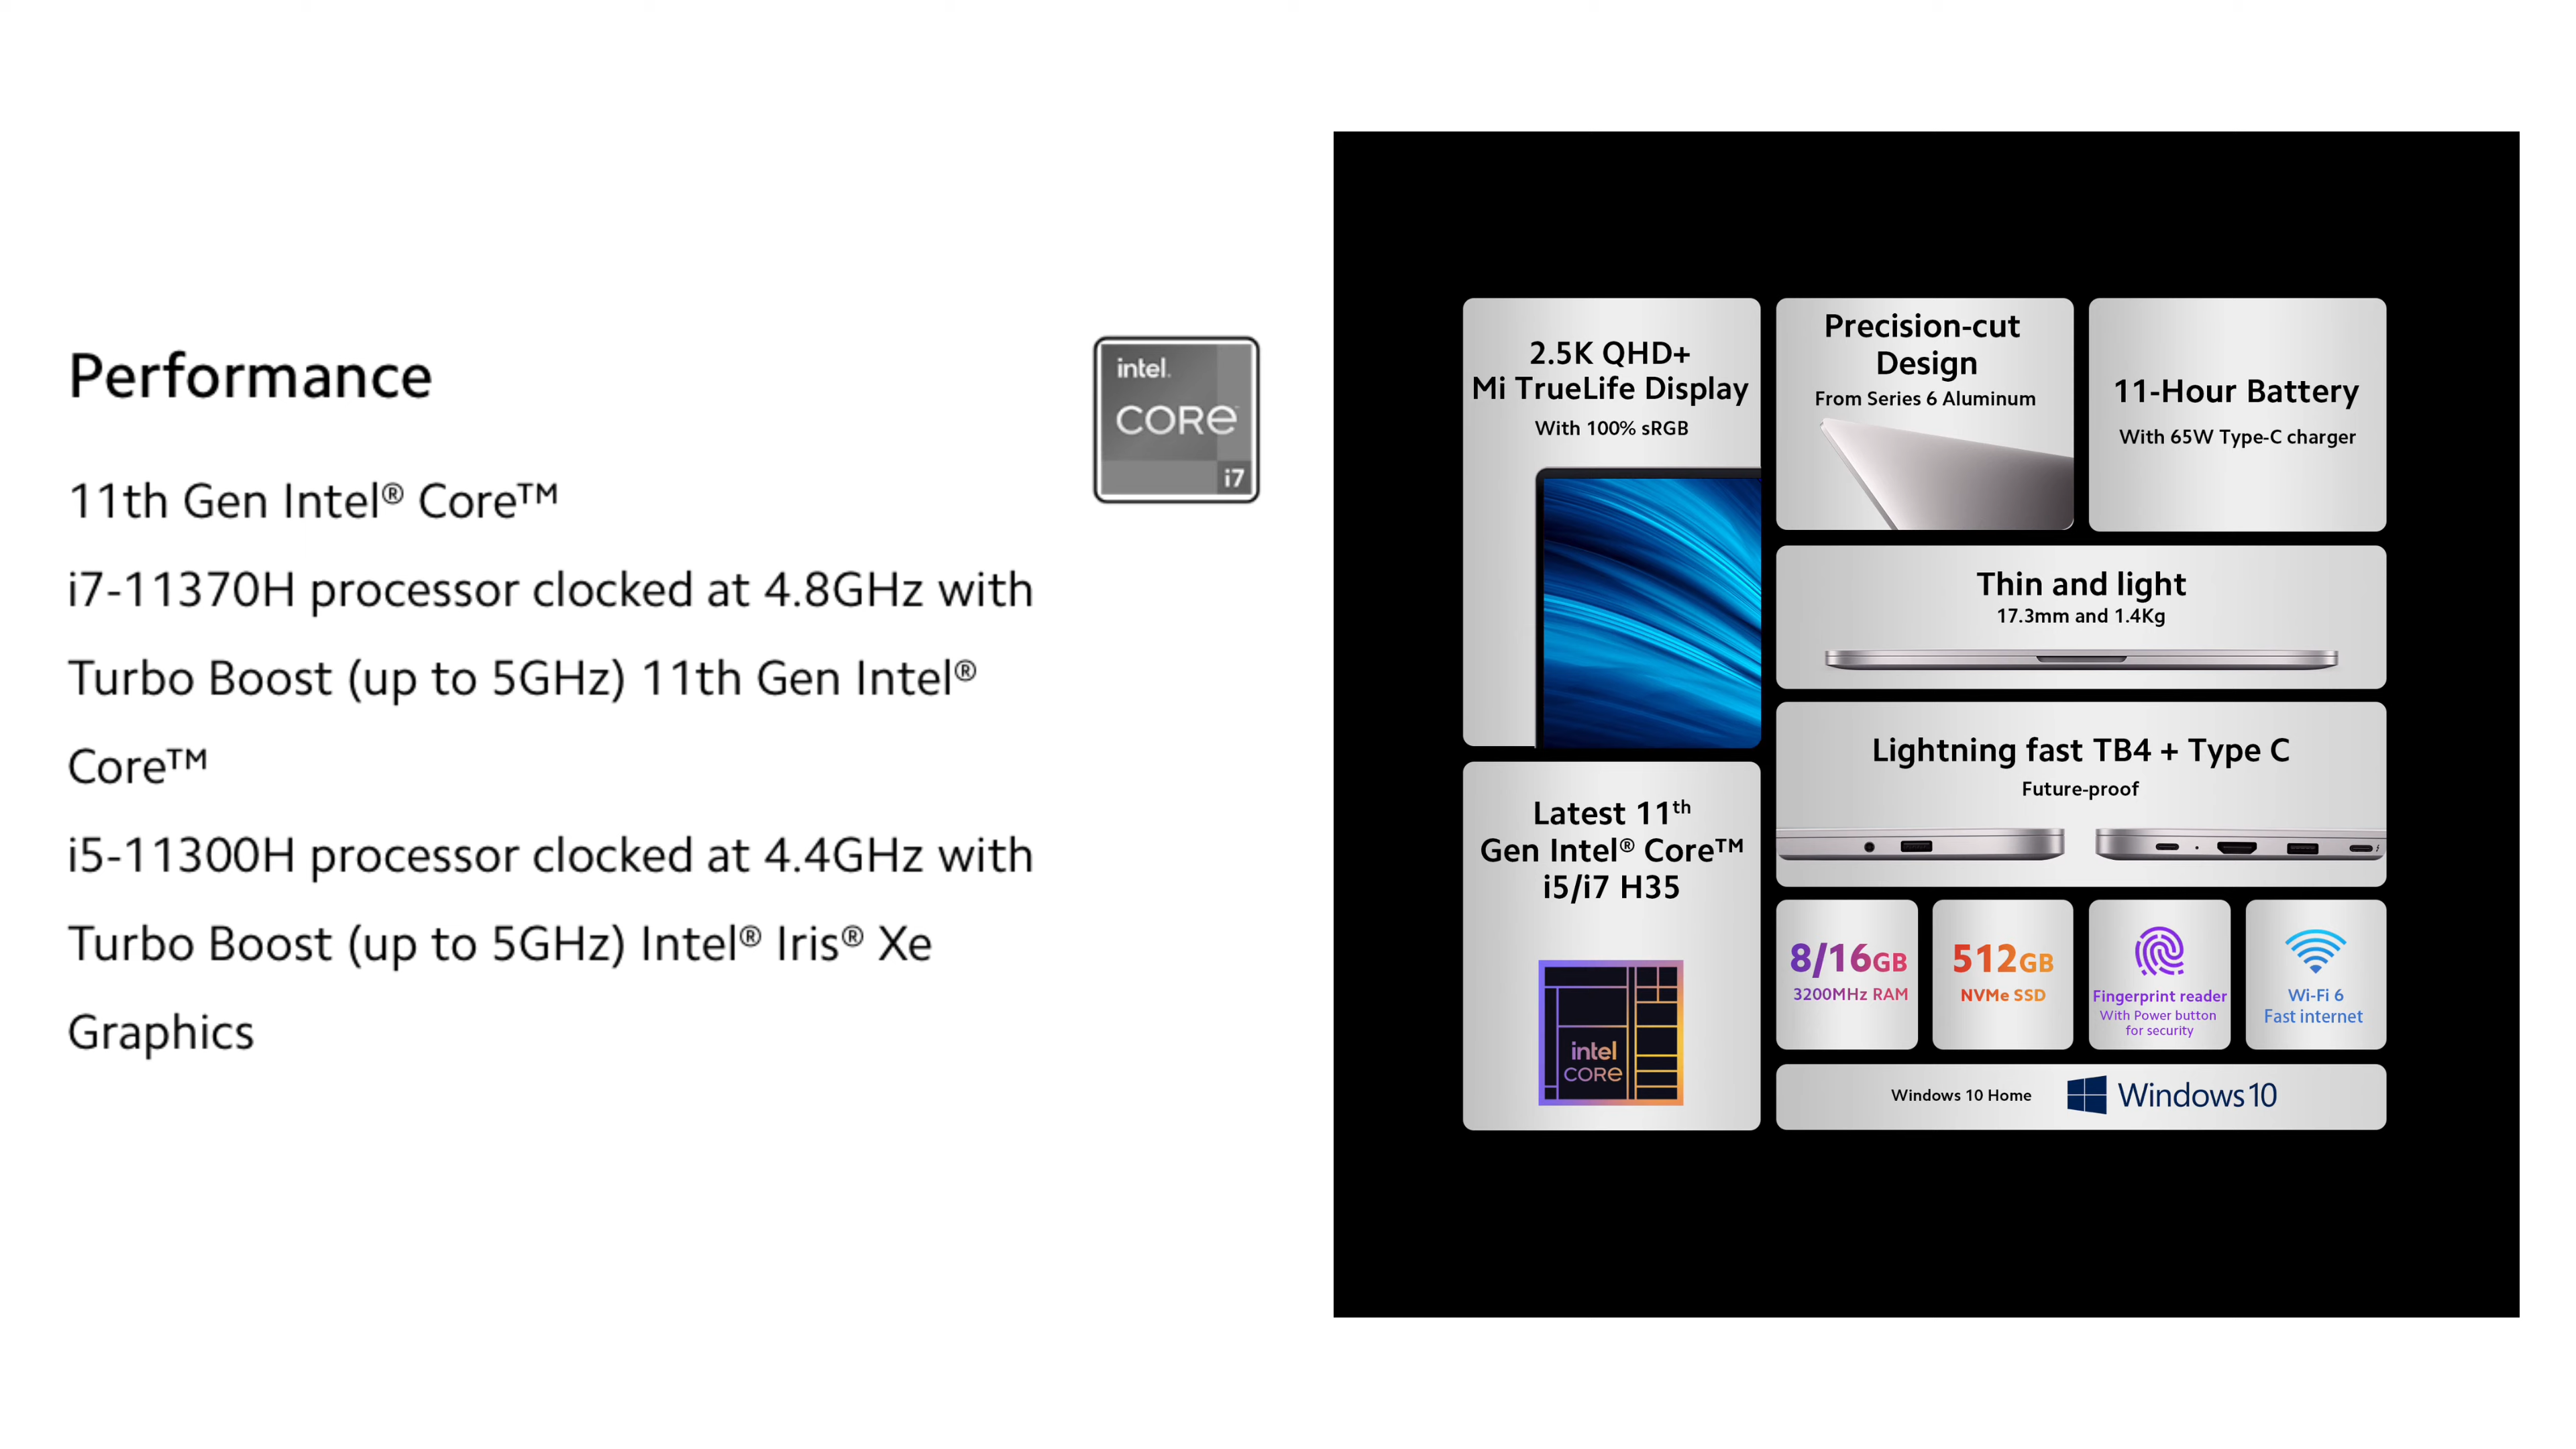 Performance
intel.
CORE
i7
11th Gen Intel® Core™
i7-11370H processor clocked at 4.8GHz with
Turbo Boost (up to 5GHz) 11th Gen Intel®
Core™
i5-11300H processor clocked at 4.4GHz with
Turbo Boost (up to 5GHz) Intel® Iris® Xe
Graphics
2.5K QHD+
Mi TrueLife Display
With 100% sRGB
Precision-cut
Design
From Series 6 Aluminum
11-Hour Battery
With 65W Type-C charger
Thin and light
17.3mm and 1.4Kg
Lightning fast TB4 + Type C
Future-proof
Latest 11th
Gen Intel® Core™
i5/i7 H35
intel
CORE
8/16GB
3200MHz RAM
512GB
NVMe SSD
Fingerprint reader
With Power button
for security
Wi-Fi 6
Fast internet
Windows 10 Home
Windows 10